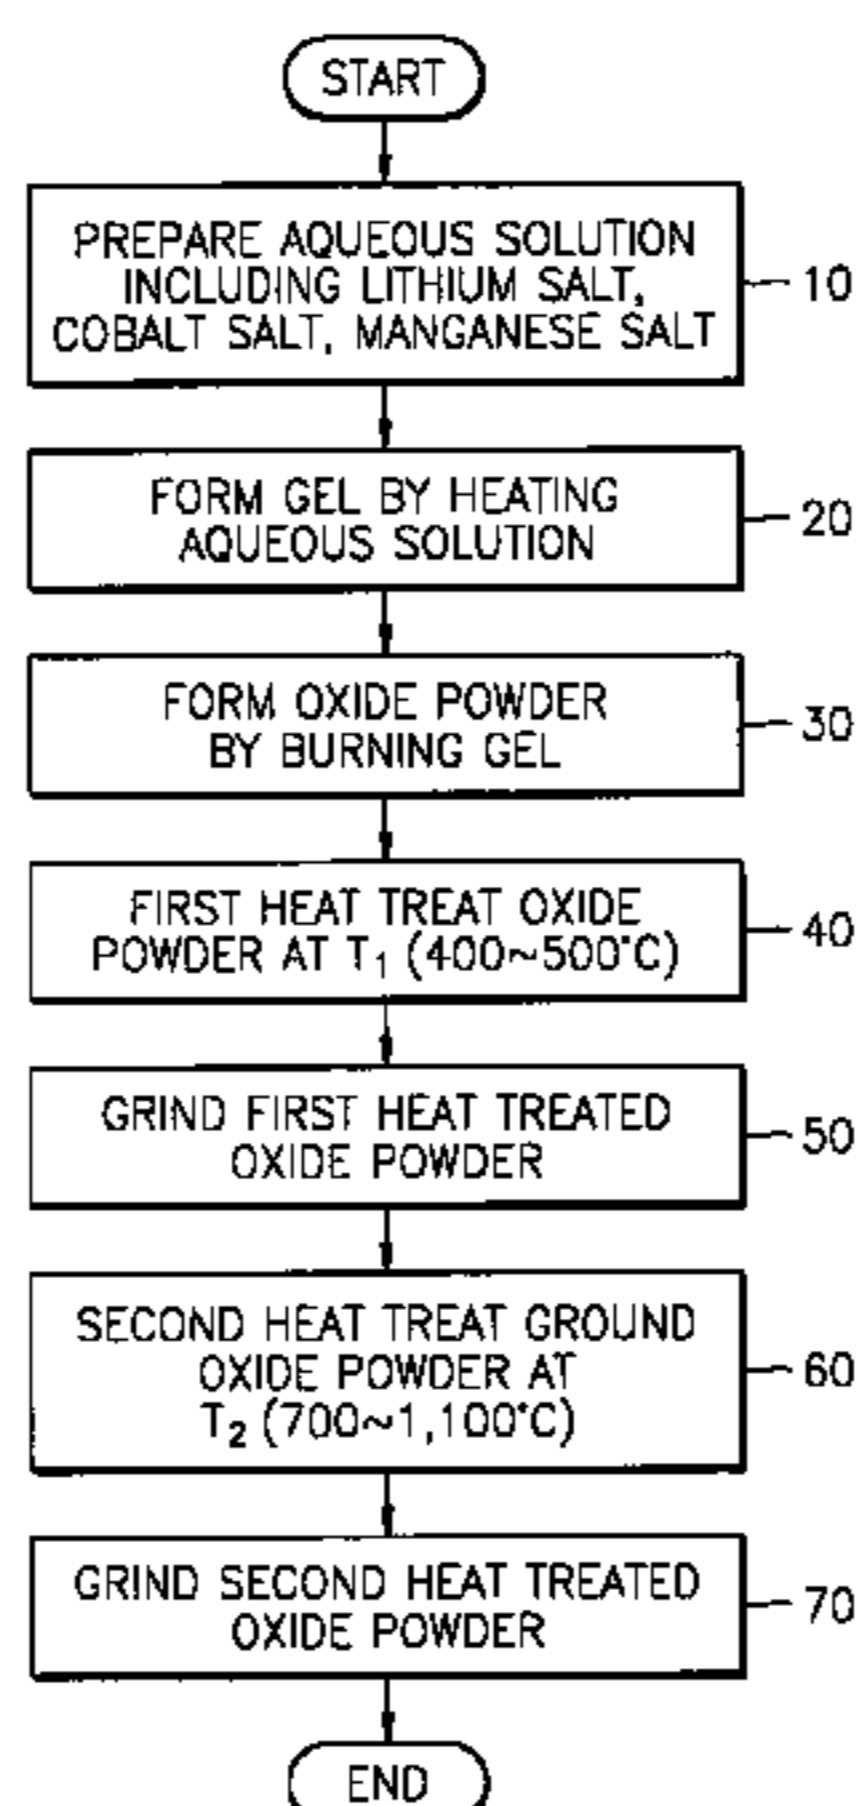 START
PREPARE AQUEOUS SOLUTION
INCLUDING LITHIUM SALT,
COBALT SALT, MANGANESE SALT
10
FORM GEL BY HEATING
AQUEOUS SOLUTION
20
FORM OXIDE POWDER
BY BURNING GEL
30
FIRST HEAT TREAT OXIDE
POWDER AT T₁ (400~500°C)
40
GRIND FIRST HEAT TREATED
OXIDE POWDER
50
SECOND HEAT TREAT GROUND
OXIDE POWDER AT
T₂ (700~1,100°C)
60
GRIND SECOND HEAT TREATED
OXIDE POWDER
70
END